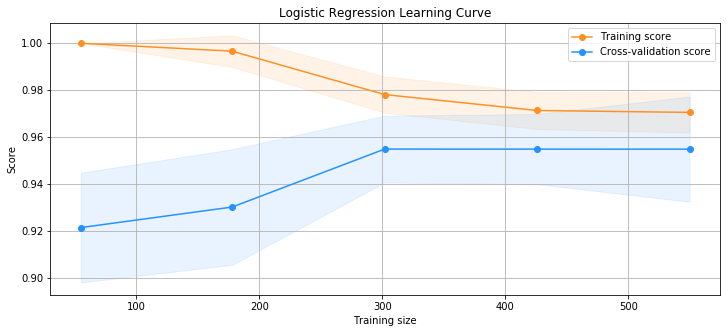 Logistic Regression Learning Curve
Training score
Cross-validation score
1.00
0.98
0.96
0.94
0.92
0.90
Score
100
200
300
400
500
Training size